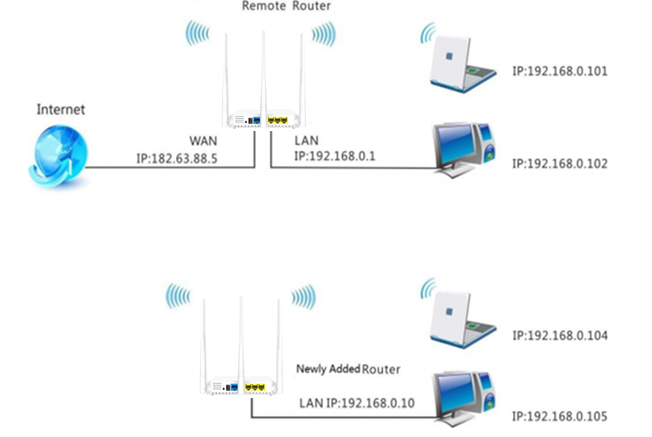 Remote Router
IP:192.168.0.101
Internet
WAN
IP:182.63.88.5
LAN
IP:192.168.0.1
IP:192.168.0.102
IP:192.168.0.104
Newly Added Router
LAN IP:192.168.0.10
IP:192.168.0.105